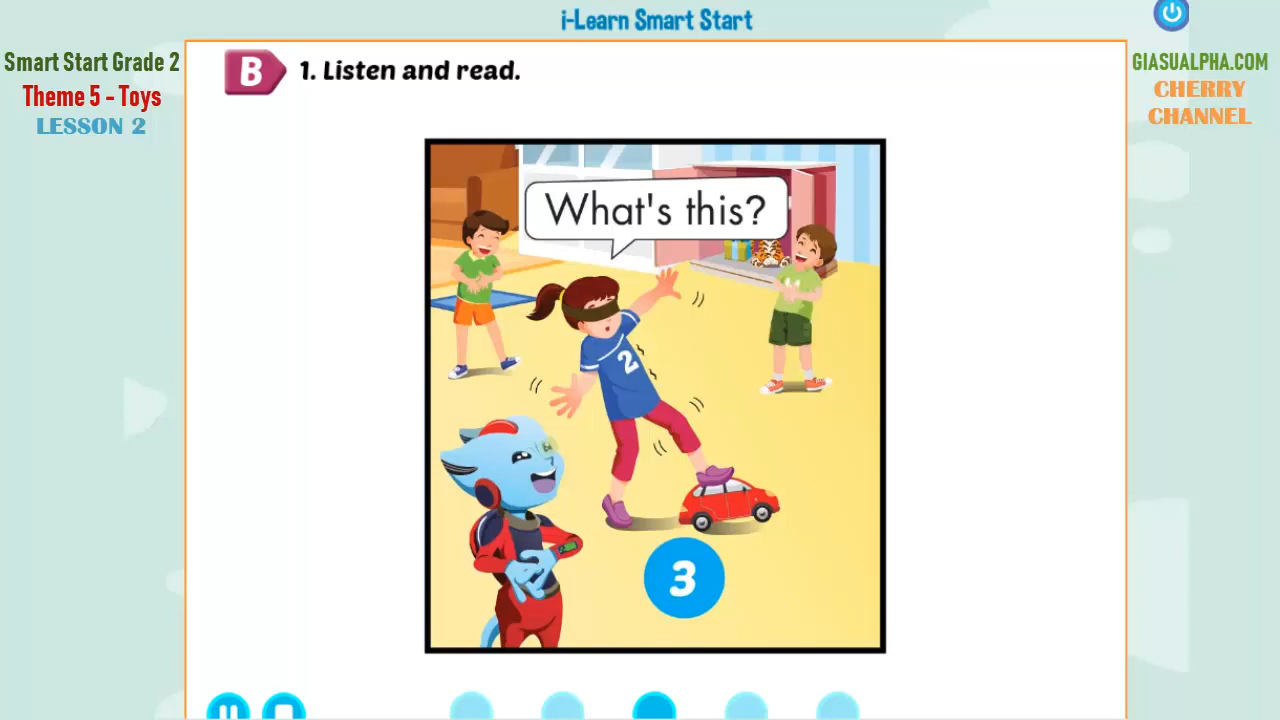 i-Learn Smart Start
Smart Start Grade 2
Theme 5 - Toys
LESSON 2
GIASUALPHA.COM
CHERRY
CHANNEL
B 1. Listen and read.
What's this?
2
3